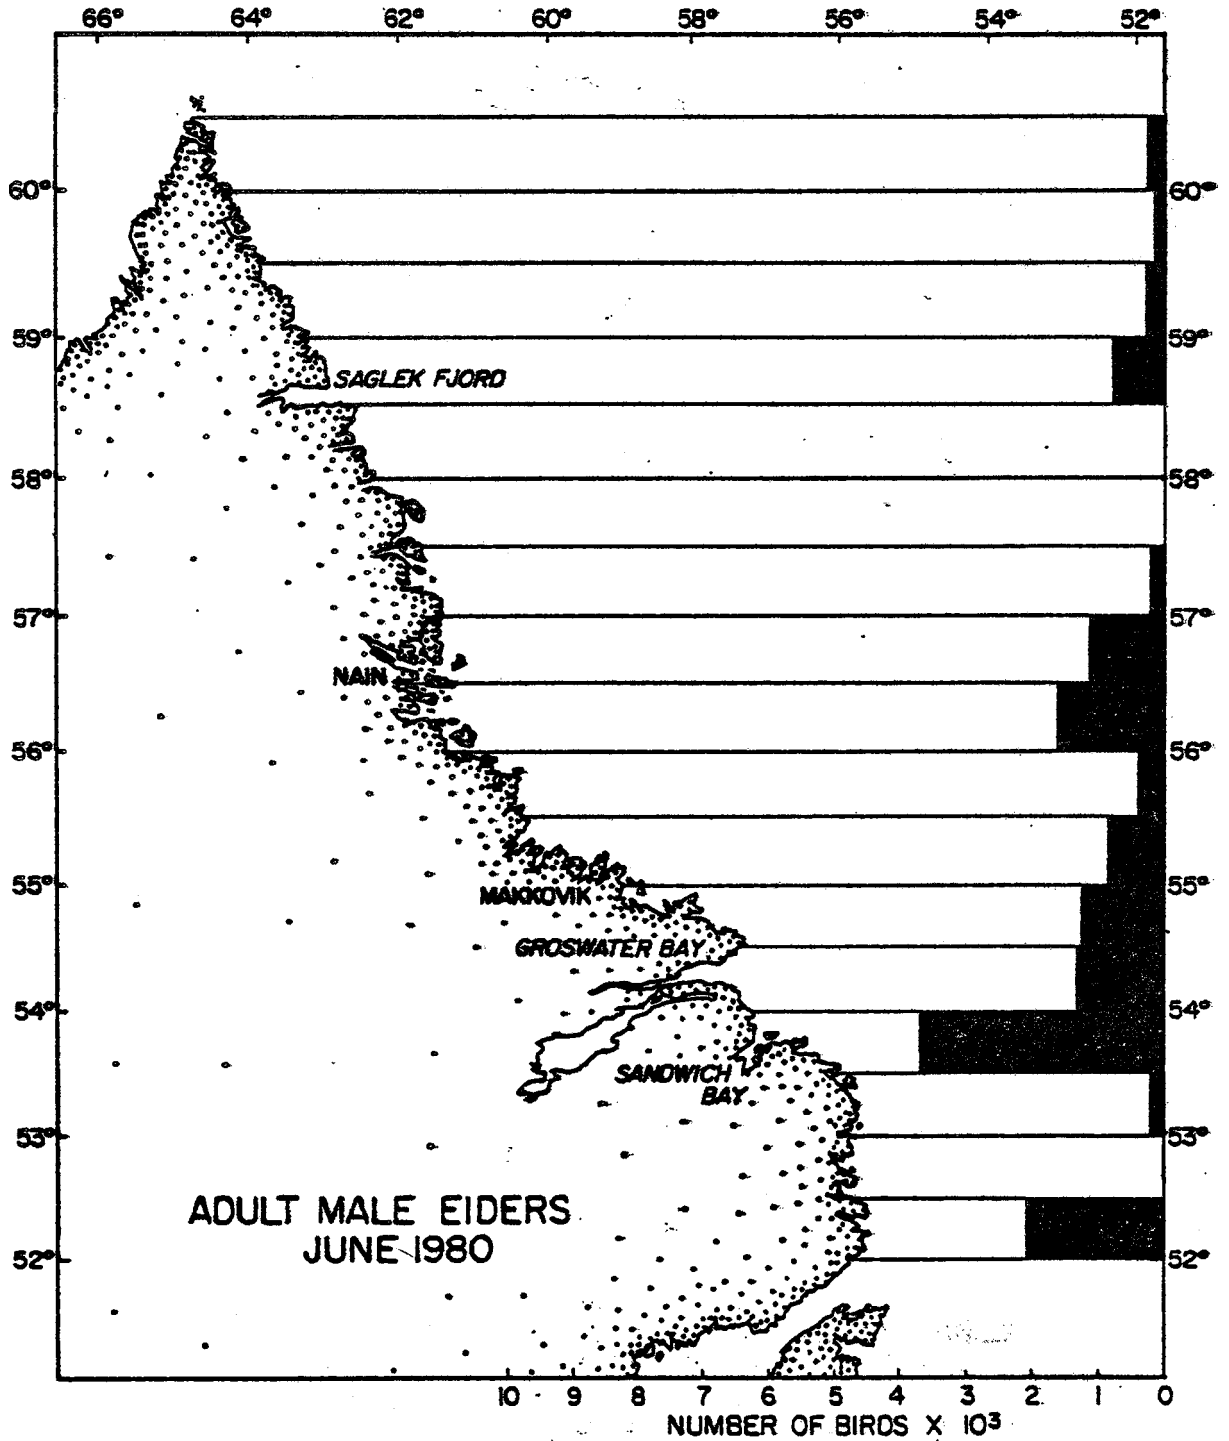 66° 64° 62° 60° 58° 56° 54° 52°
60° 60°
59° 59°
SAGLEK FJORD
58° 58°
57° 57°
NAIN
56° 56°
55° 55°
MAKKOVIK
GROSWATER BAY
54° 54°
SANDWICH
BAY
53° 53°
ADULT MALE EIDERS
JUNE 1980
52° 52°
10 9 8 7 6 5 4 3 2 1 0
NUMBER OF BIRDS X 10³